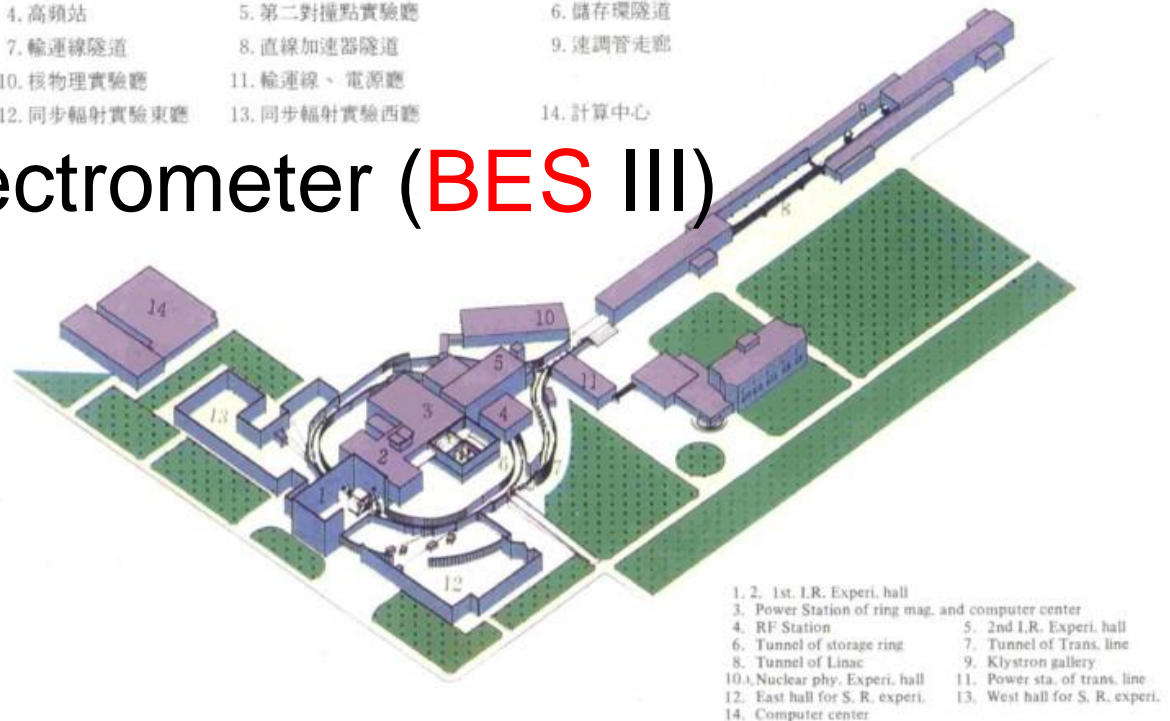 4.高頻站 5.第二對撞點實驗廳 6.儲存環隧道
7.輸運線隧道 8.直線加速器隧道 9.速調管走廊
10.核物理實驗廳 11.輸運線、電源廳
12.同步輻射實驗東廳 13.同步輻射實驗西廳 14.計算中心
ectrometer (BES III)
8
14
10
5
11
13
3
4
2
6
7
1
12
1. 2. 1st. I.R. Experi. hall
3. Power Station of ring mag. and computer center
4. RF Station 5. 2nd I.R. Experi. hall
6. Tunnel of storage ring 7. Tunnel of Trans. line
8. Tunnel of Linac 9. Klystron gallery
10. Nuclear phy. Experi. hall 11. Power sta. of trans. line
12. East hall for S. R. experi. 13. West hall for S. R. experi.
14. Computer center